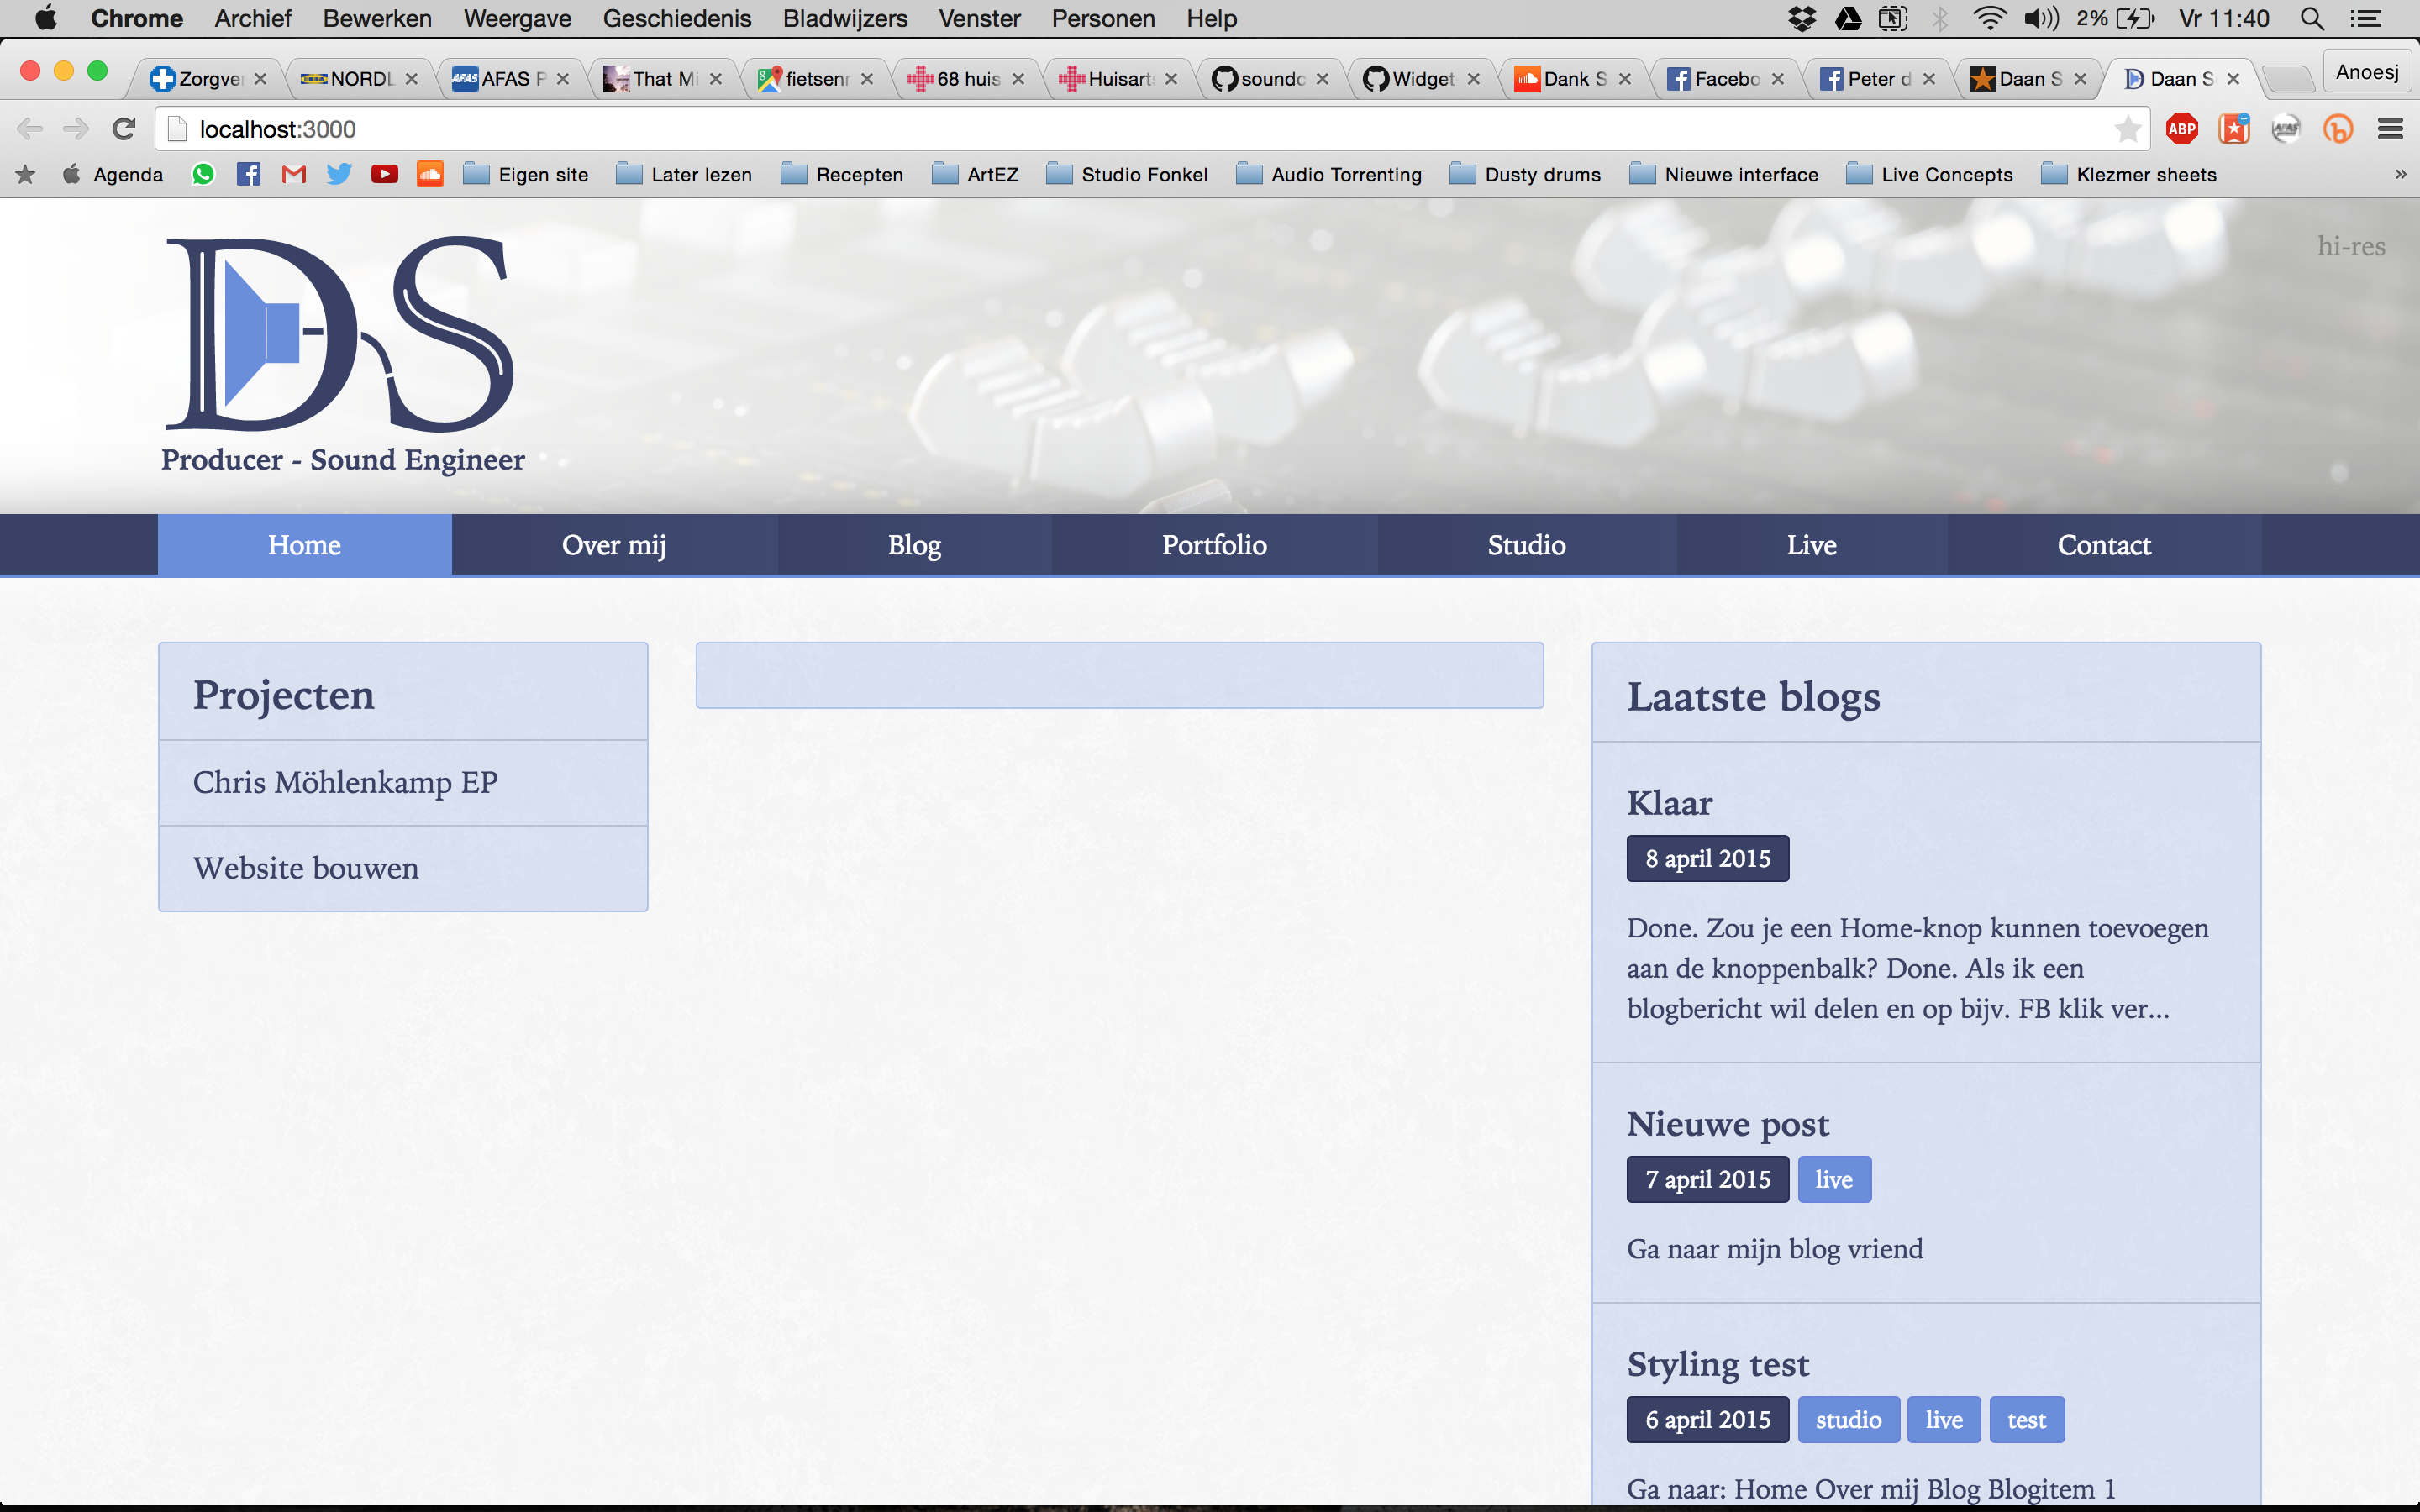 Chrome Archief Bewerken Weergave Geschiedenis Bladwijzers Venster Personen Help 2% Vr 11:40
Zorgve NORDL AFAS P That Mi fietsenr 68 huis Huisart soundc Widget Dank S Facebo Peter d Daan S Daan S Anoesj
localhost:3000 ABP
Agenda Eigen site Later lezen Recepten ArtEZ Studio Fonkel Audio Torrenting Dusty drums Nieuwe interface Live Concepts Klezmer sheets »
hi-res
DS
Producer - Sound Engineer
Home Over mij Blog Portfolio Studio Live Contact
Projecten
Chris Möhlenkamp EP
Website bouwen
Laatste blogs
Klaar
8 april 2015
Done. Zou je een Home-knop kunnen toevoegen
aan de knoppenbalk? Done. Als ik een
blogbericht wil delen en op bijv. FB klik ver...
Nieuwe post
7 april 2015 live
Ga naar mijn blog vriend
Styling test
6 april 2015 studio live test
Ga naar: Home Over mij Blog Blogitem 1